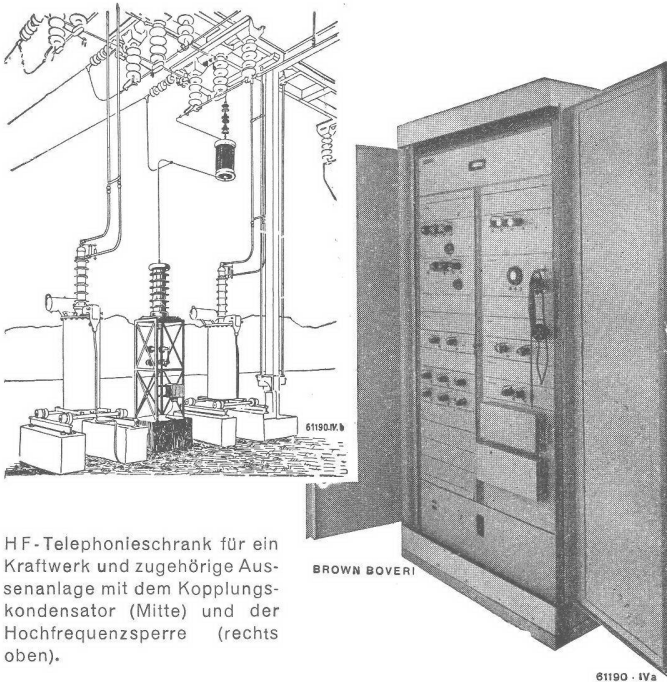 61190.IV.b
HF-Telephonieschrank für ein
Kraftwerk und zugehörige Aus-
senanlage mit dem Kopplungs-
kondensator (Mitte) und der
Hochfrequenzsperre (rechts
oben).
BROWN BOVERI
61190 · IVa